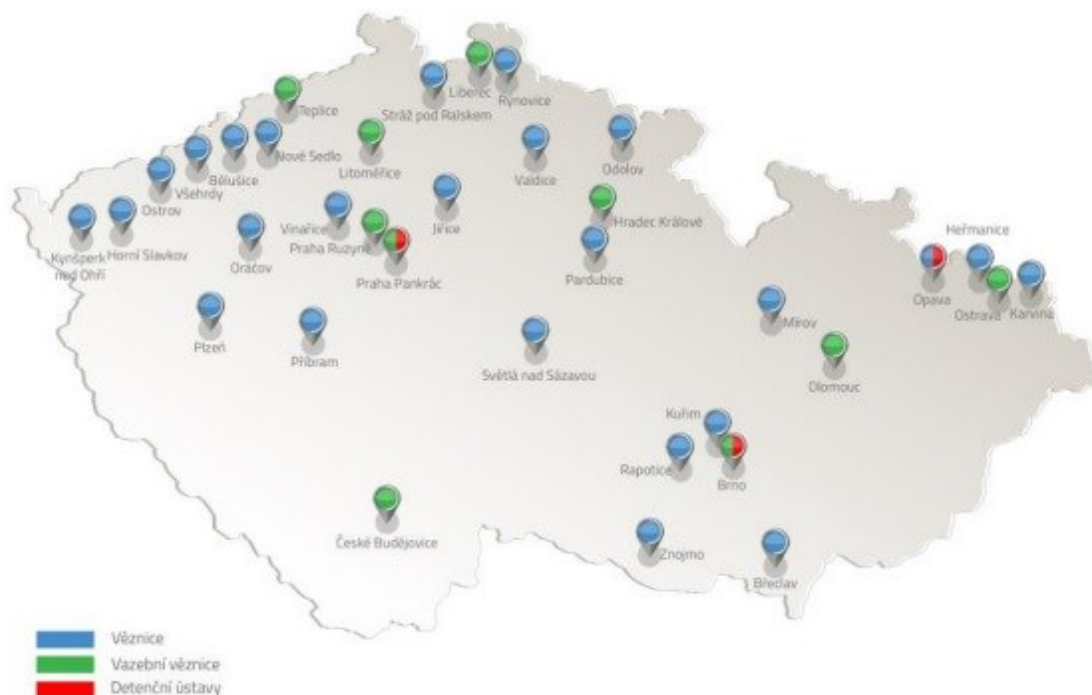 Liberec
Rýnovice
Teplice
Stráž pod Ralskem
Nové Sedlo
Litoměřice
Valdice
Odolov
Bělušice
Všehrdy
Ostrov
Jiřice
Hradec Králové
Vinařice
Praha Ruzyně
Kynšperk
nad Ohří
Horní Slavkov
Oráčov
Praha Pankrác
Pardubice
Heřmanice
Opava
Ostrava
Karviná
Mírov
Plzeň
Příbram
Světlá nad Sázavou
Olomouc
Kuřim
Rapotice
Brno
České Budějovice
Znojmo
Břeclav
Věznice
Vazební věznice
Detenční ústavy